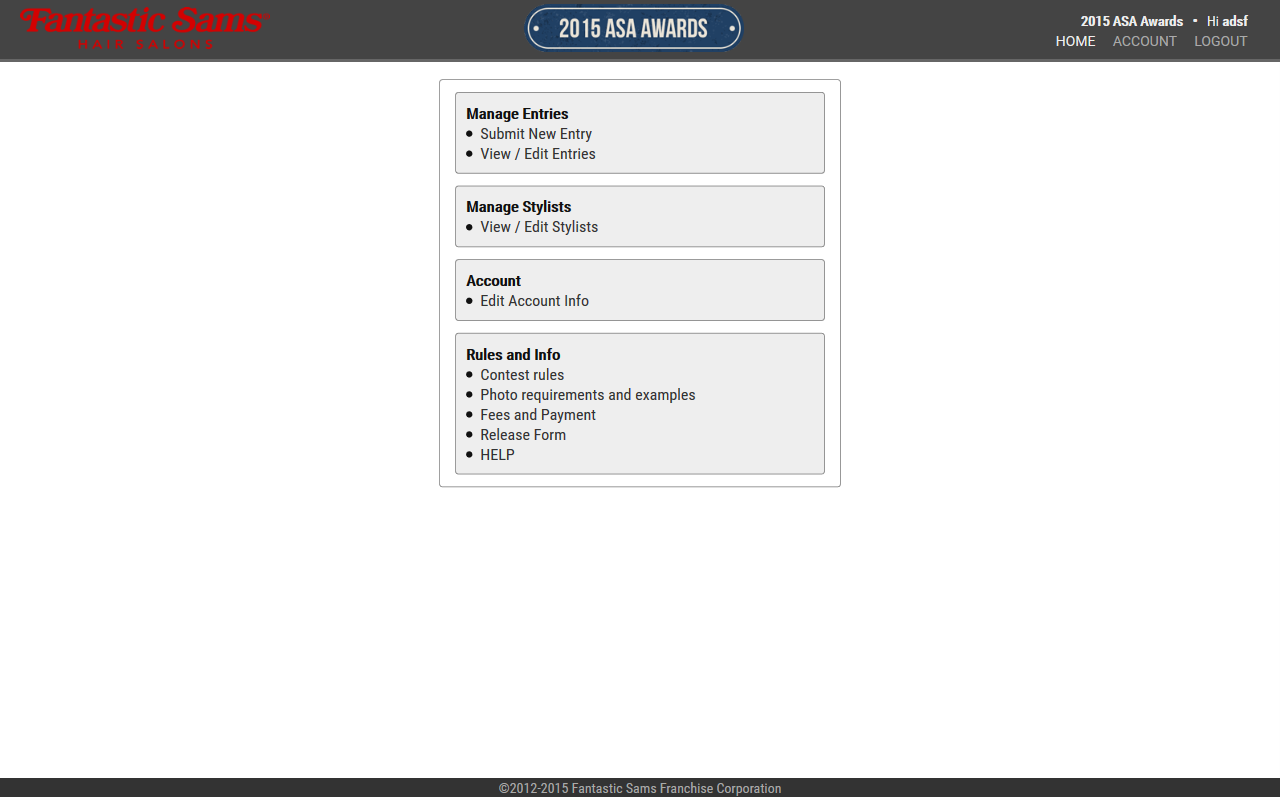 Fantastic Sams
HAIR SALONS
2015 ASA AWARDS
2015 ASA Awards • Hi adsf
HOME ACCOUNT LOGOUT
Manage Entries
• Submit New Entry
• View / Edit Entries
Manage Stylists
• View / Edit Stylists
Account
• Edit Account Info
Rules and Info
• Contest rules
• Photo requirements and examples
• Fees and Payment
• Release Form
• HELP
©2012-2015 Fantastic Sams Franchise Corporation